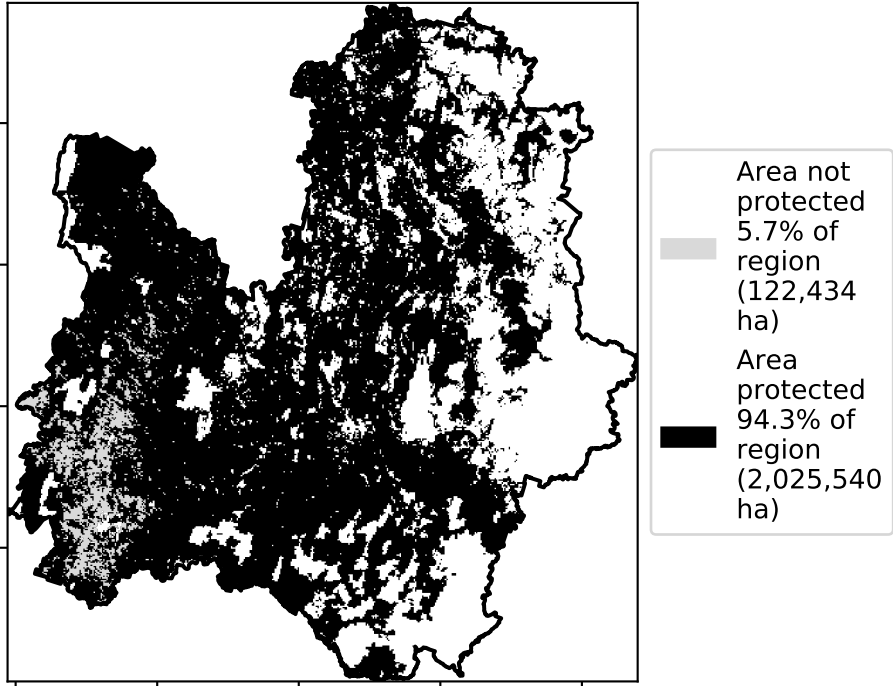 Area not
protected
5.7% of
region
(122,434
ha)
Area
protected
94.3% of
region
(2,025,540
ha)